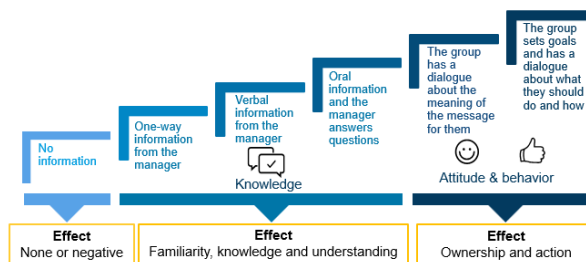 No
information
One-way
information
from the
manager
Verbal
information
from the
manager
Oral
information
and the
manager
answers
questions
The group
has a
dialogue
about the
meaning of
the message
for them
The group
sets goals
and has a
dialogue
about what
they should
do and how
Knowledge
Attitude & behavior
Effect
None or negative
Effect
Familiarity, knowledge and understanding
Effect
Ownership and action